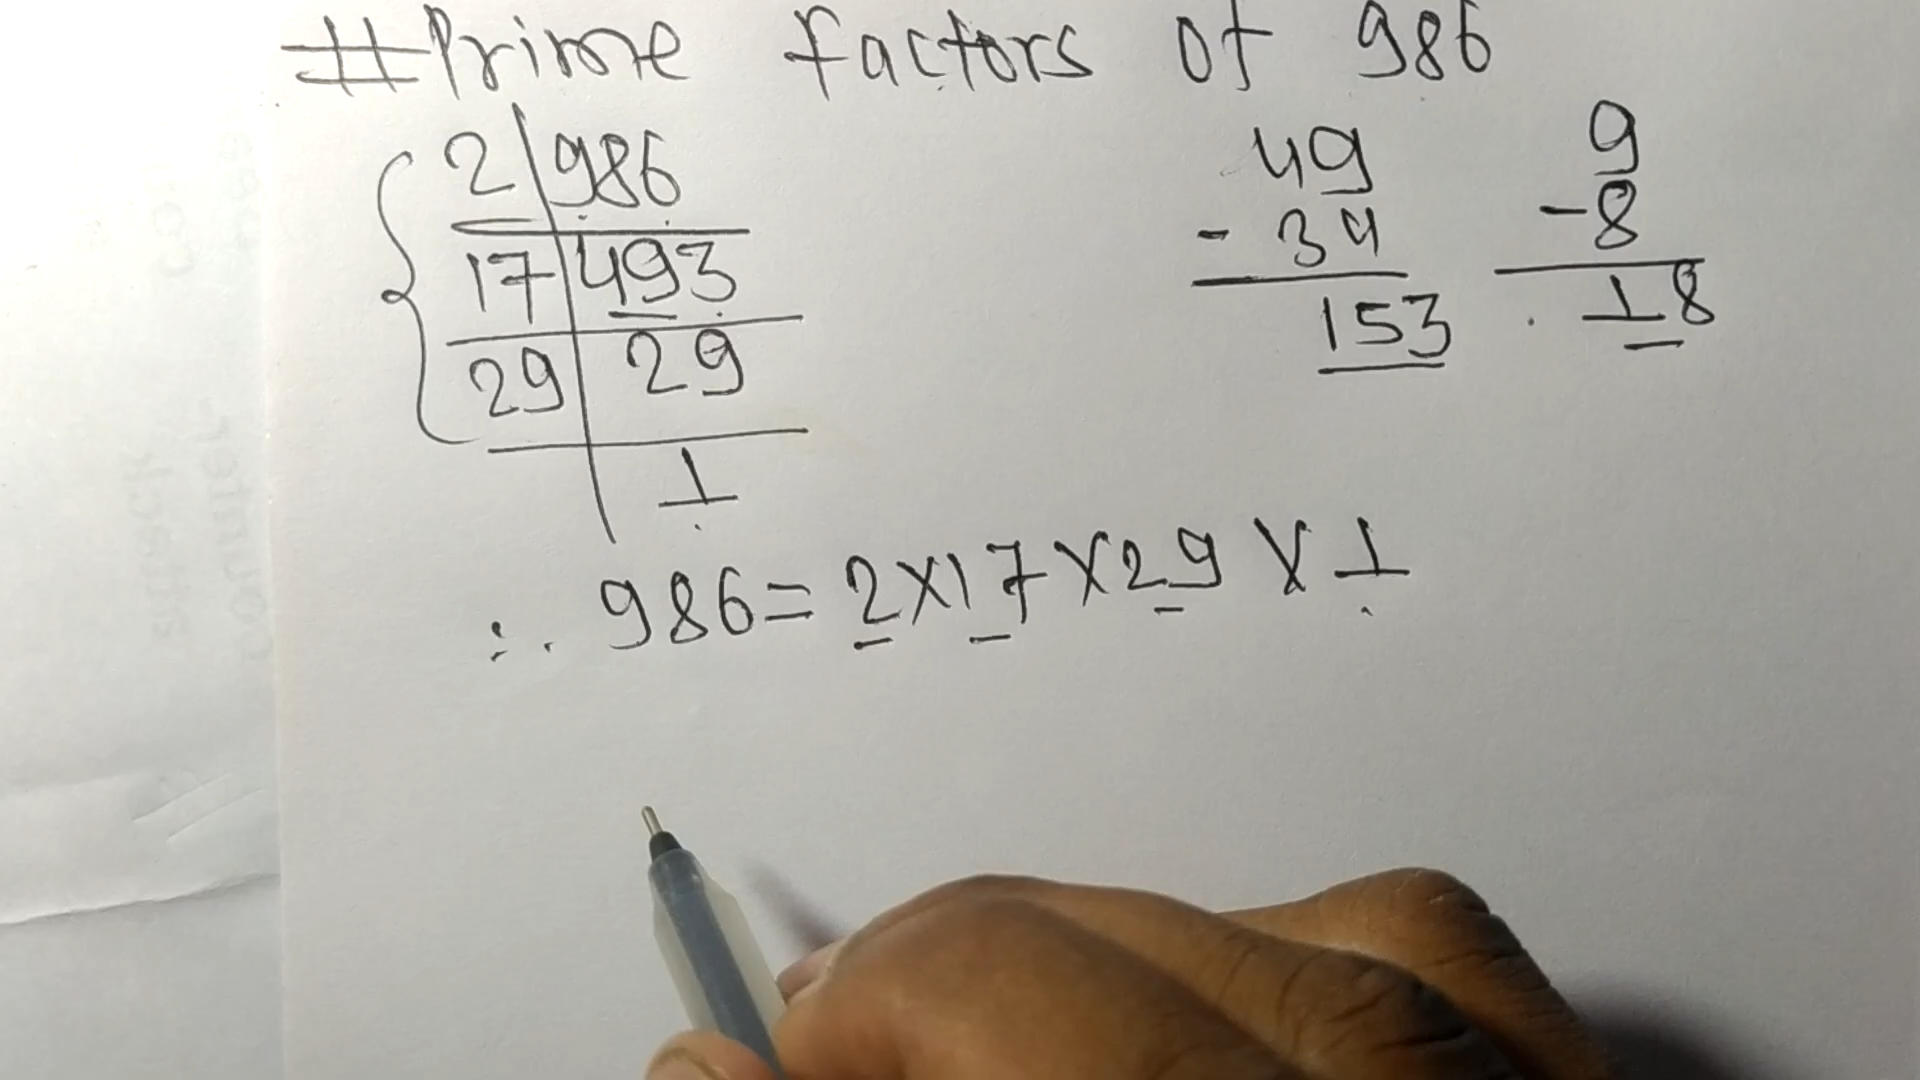 #Prime factors of 986
2 | 986
17 | 493
29 | 29
1
49
- 34
153
9
-8
18
∴ 986 = 2 X 17 X 29 X 1